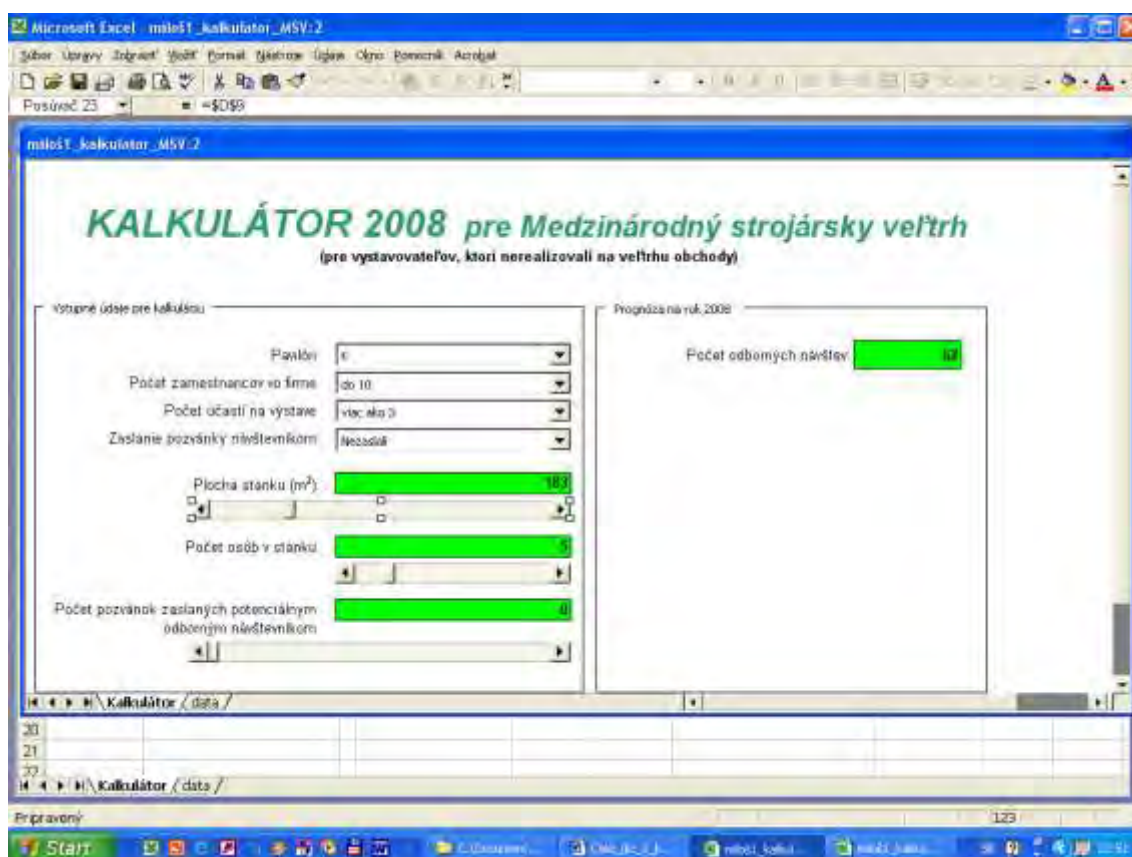 Microsoft Excel - miloš1_kalkulator_MSV:2
Súbor Úpravy Zobraziť Vložiť Formát Nástroje Údaje Okno Pomocník Acrobat
Posúvač 23 = =$D$9
miloš1_kalkulator_MSV:2
KALKULÁTOR 2008 pre Medzinárodný strojársky veľtrh
(pre vystavovateľov, ktorí nerealizovali na veľtrhu obchody)
Vstupné údaje pre kalkuláciu
Prognóza na rok 2008
Pavilón
Počet odborných návštev
Počet zamestnancov vo firme do 10
Počet účastí na výstave viac ako 3
Zaslanie pozvánky návštevníkom Nezaslali
Plocha stanku (m²) 183
Počet osôb v stanku 5
Počet pozvánok zaslaných potenciálnym 0
odborným návštevníkom
Kalkulátor / data /
20
21
22
Kalkulátor / data /
Pripravený
123
Start